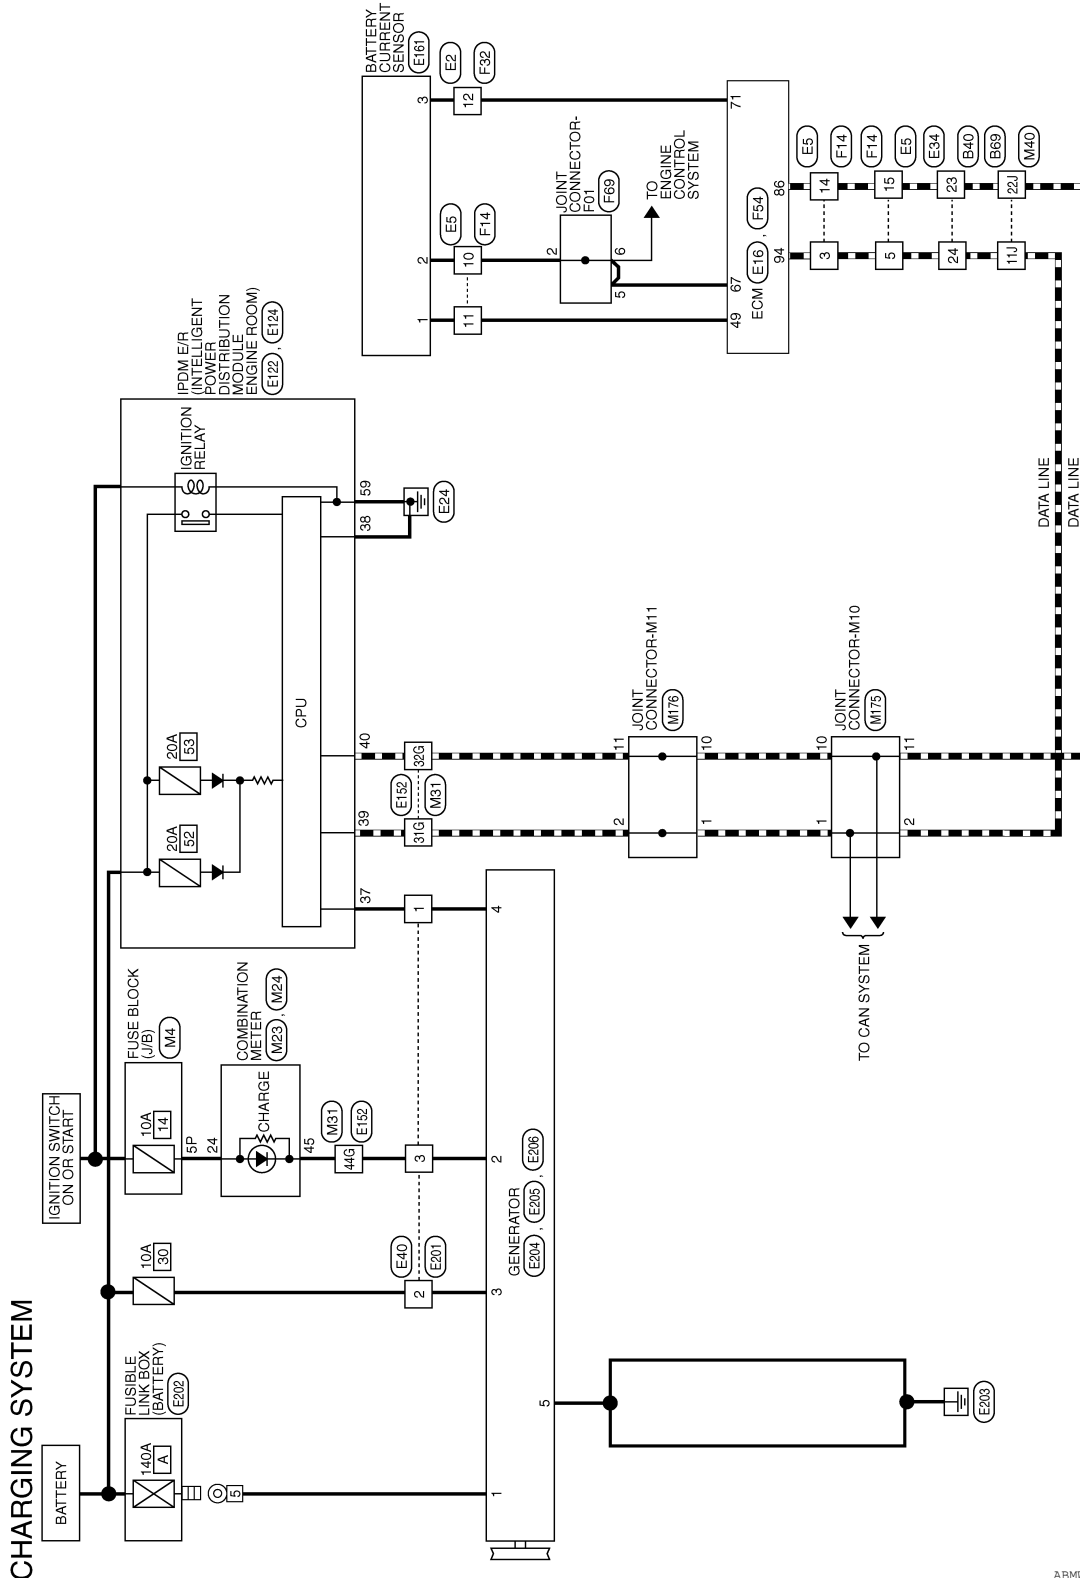 CHARGING SYSTEM
BATTERY
FUSIBLE
LINK BOX
(BATTERY)
E202
140A
A
5
10A
30
IGNITION SWITCH
ON OR START
FUSE BLOCK
(J/B)
M4
10A
14
5P
24
COMBINATION
METER
M23 , M24
CHARGE
45
M31
E152
44G
E40
E201
2
3
1
GENERATOR
E204 , E205 , E206
1
3
2
4
5
E203
IPDM E/R
(INTELLIGENT
POWER
DISTRIBUTION
MODULE
ENGINE ROOM)
E122 , E124
20A
52
20A
53
IGNITION
RELAY
CPU
37
39
40
38
59
E24
31G
E152
M31
32G
JOINT
CONNECTOR-M11
M176
2
11
1
10
JOINT
CONNECTOR-M10
M175
1
10
2
11
TO CAN SYSTEM
DATA LINE
DATA LINE
BATTERY
CURRENT
SENSOR
E161
1
2
3
11
10
E5
F14
12
E2
F32
JOINT
CONNECTOR-
F01
F69
2
5
6
TO
ENGINE
CONTROL
SYSTEM
49
67
71
ECM E16 , F54
94
86
3
14
E5
F14
5
15
F14
E5
24
23
E34
B40
11J
22J
B69
M40